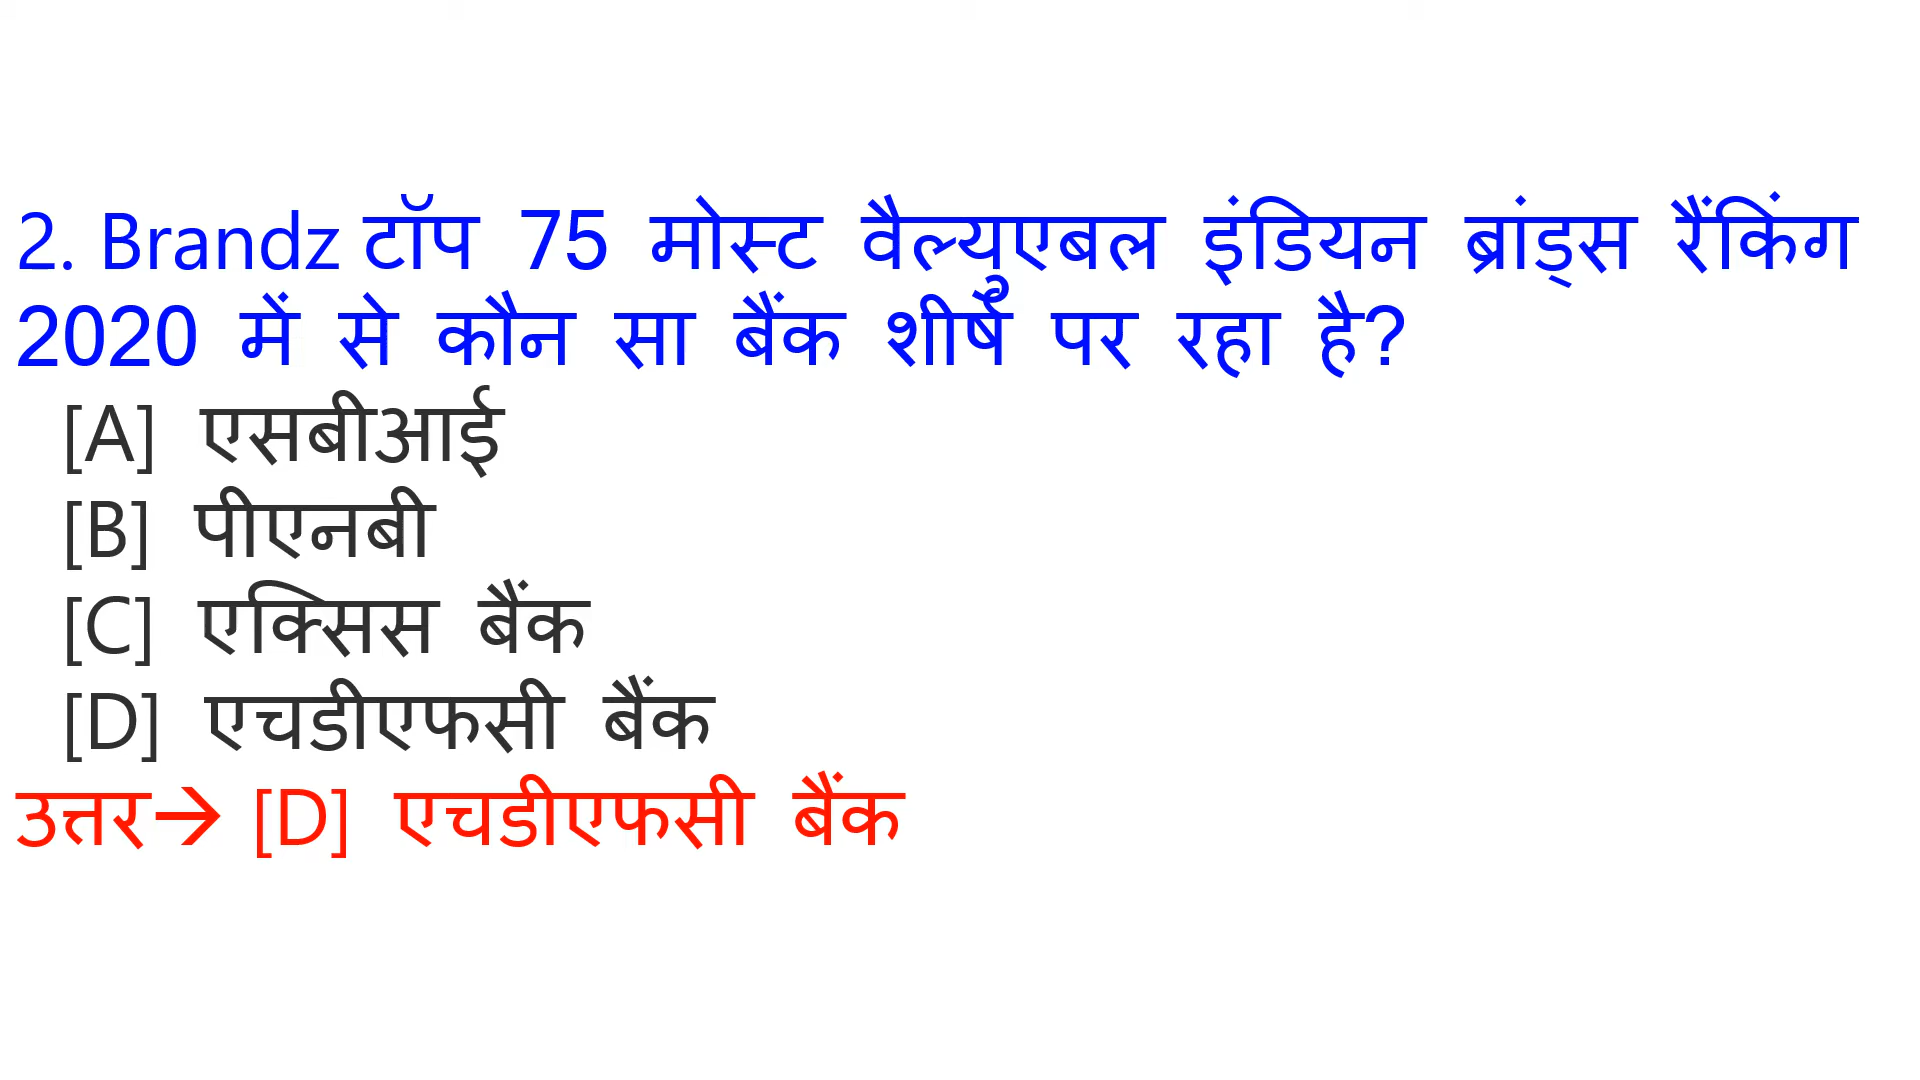 2. Brandz टॉप 75 मोस्ट वैल्युएबल इंडियन ब्रांड्स रैंकिंग
2020 में से कौन सा बैंक शीर्ष पर रहा है?
[A] एसबीआई
[B] पीएनबी
[C] एक्सिस बैंक
[D] एचडीएफसी बैंक
उत्तर→ [D] एचडीएफसी बैंक